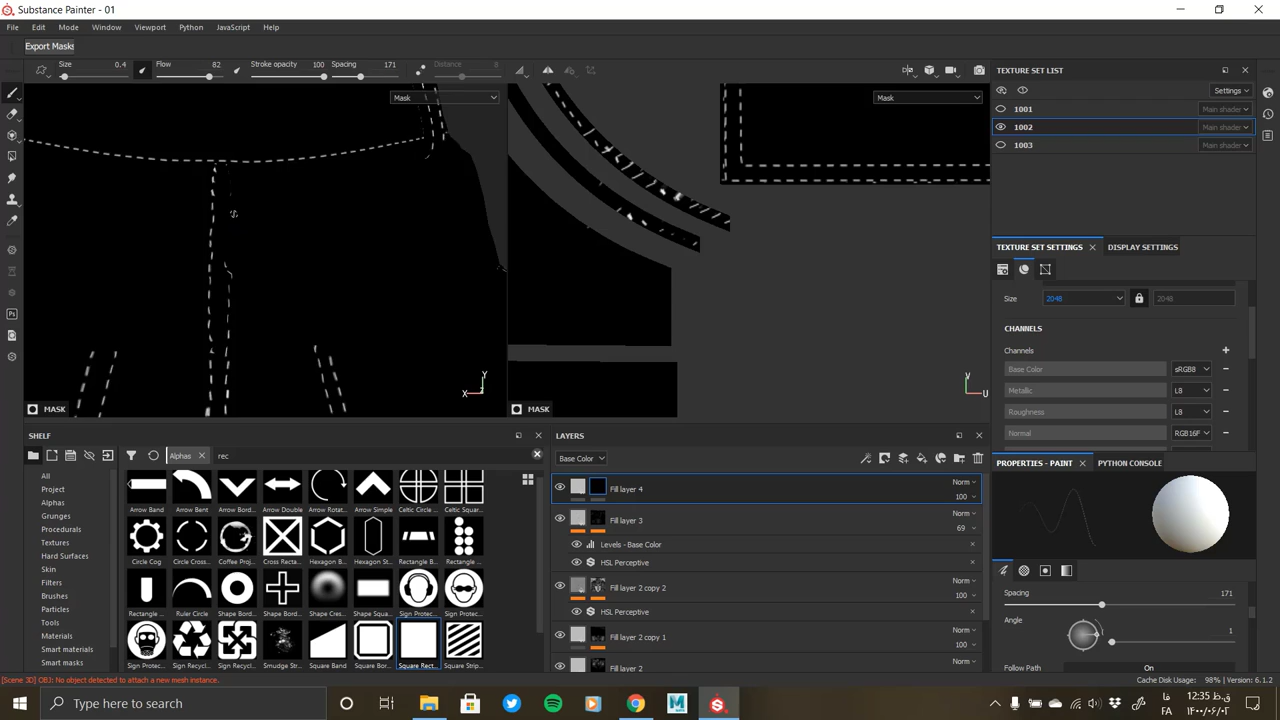 Substance Painter - 01
File Edit Mode Window Viewport Python JavaScript Help
Export Masks
Size 0.4 Flow 82 Stroke opacity 100 Spacing 171 Distance 8
Mask
Mask
X Y
V U
MASK
MASK
TEXTURE SET LIST
Settings
1001 Main shader
1002 Main shader
1003 Main shader
TEXTURE SET SETTINGS DISPLAY SETTINGS
Size 2048 2048
CHANNELS
Channels
Base Color sRGB8
Metallic L8
Roughness L8
Normal RGB16F
PROPERTIES - PAINT PYTHON CONSOLE
Spacing 171
Angle 1
Follow Path On
SHELF
Alphas rec
All
Project
Alphas
Grunges
Procedurals
Textures
Hard Surfaces
Skin
Filters
Brushes
Particles
Tools
Materials
Smart materials
Smart masks
Arrow Band Arrow Bent Arrow Bord... Arrow Double Arrow Rotat... Arrow Simple Celtic Circle ... Celtic Squar...
Circle Cog Circle Cross... Coffee Proj... Cross Recta... Hexagon B... Hexagon S... Rectangle B... Rectangle ...
Rectangle ... Ruler Circle Shape Bord... Shape Bord... Shape Cres... Shape Squa... Sign Protec... Sign Protec...
Sign Protec... Sign Recycl... Sign Recycl... Smudge Str... Square Band Square Bor... Square Rect... Square Strip...
LAYERS
Base Color
Fill layer 4 Norm 100
Fill layer 3 Norm 69
Levels - Base Color
HSL Perceptive
Fill layer 2 copy 2 Norm 100
HSL Perceptive
Fill layer 2 copy 1 Norm 100
Fill layer 2 Norm
[Scene 3D] OBJ: No object detected to attach a new mesh instance.
Cache Disk Usage: 98% | Version: 6.1.2
Type here to search
Ps
فا
FA
12:35 ق.ظ
۱۴۰۰/۰۶/۰۲